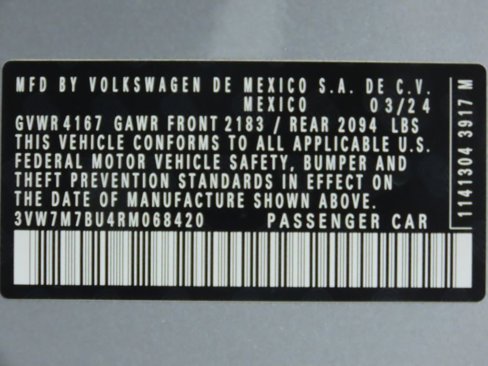 MFD BY VOLKSWAGEN DE MEXICO S.A. DE C.V.
MEXICO 03/24
GVWR 4167 GAWR FRONT 2183 / REAR 2094 LBS
THIS VEHICLE CONFORMS TO ALL APPLICABLE U.S.
FEDERAL MOTOR VEHICLE SAFETY, BUMPER AND
THEFT PREVENTION STANDARDS IN EFFECT ON
THE DATE OF MANUFACTURE SHOWN ABOVE.
3VW7M7BU4RM068420 PASSENGER CAR
1141304 3917 M